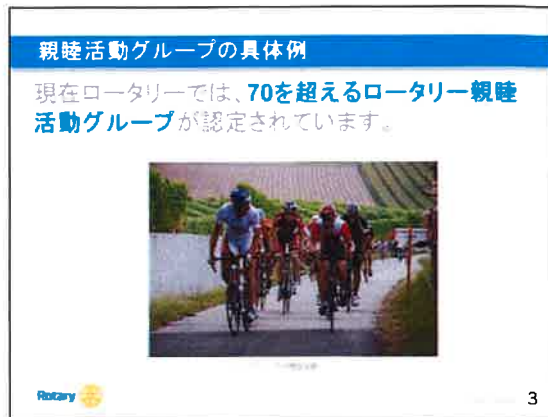 親睦活動グループの具体例
現在ロータリーでは、70を超えるロータリー親睦
活動グループが認定されています。
Rotary
3